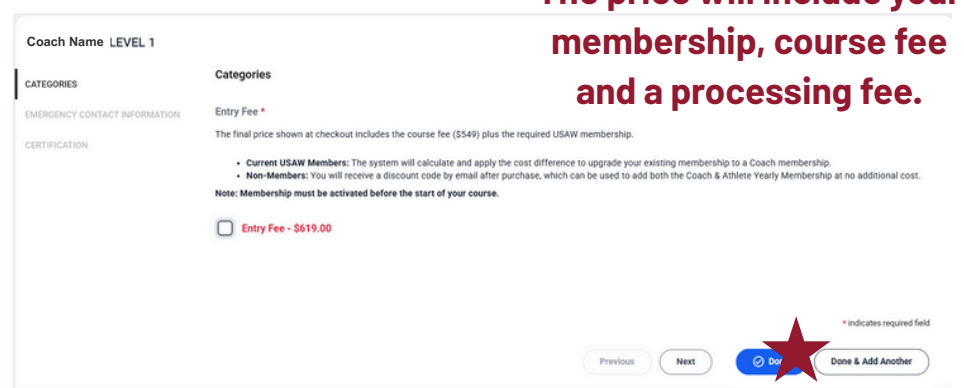 The price will include your
membership, course fee
and a processing fee.
Coach Name LEVEL 1
CATEGORIES
EMERGENCY CONTACT INFORMATION
CERTIFICATION
Categories
Entry Fee *
The final price shown at checkout includes the course fee ($549) plus the required USAW membership.
• Current USAW Members: The system will calculate and apply the cost difference to upgrade your existing membership to a Coach membership.
• Non-Members: You will receive a discount code by email after purchase, which can be used to add both the Coach & Athlete Yearly Membership at no additional cost.
Note: Membership must be activated before the start of your course.
Entry Fee - $619.00
* indicates required field
Previous
Next
Done & Add Another